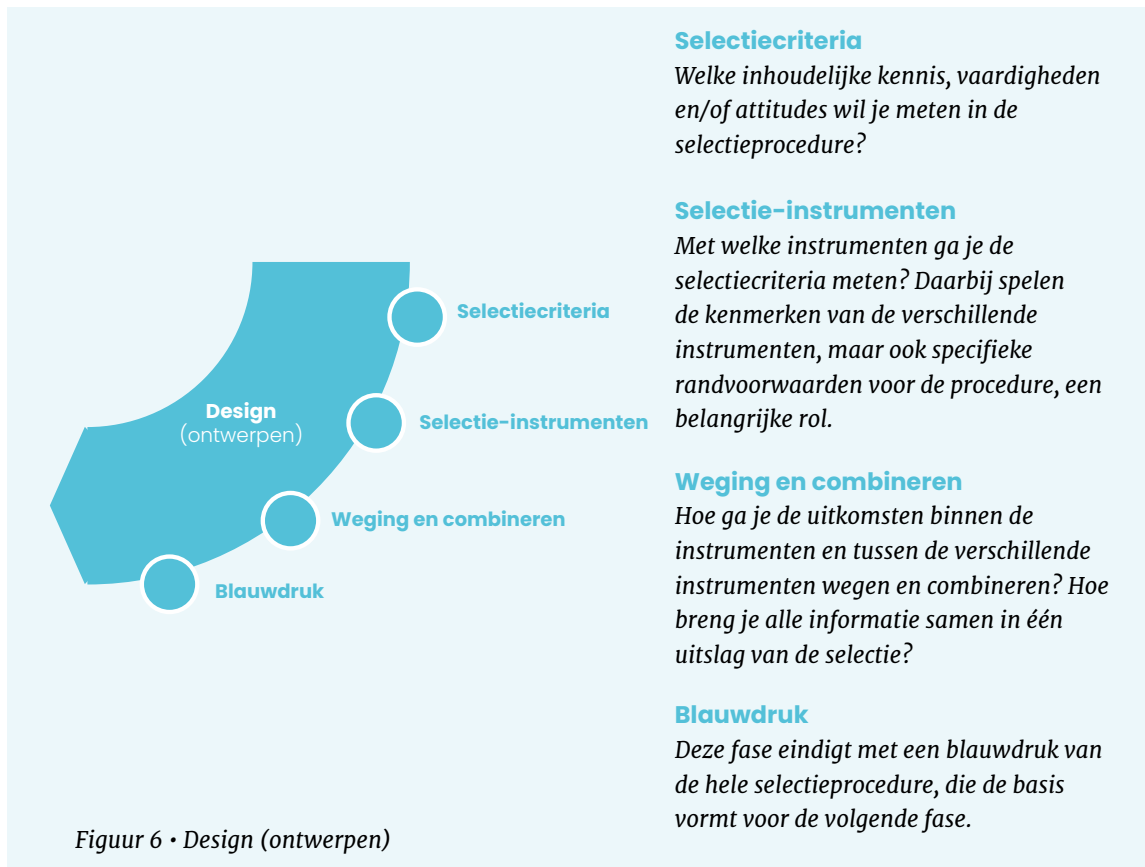 Selectiecriteria
Selectie-instrumenten
Design
(ontwerpen)
Weging en combineren
Blauwdruk
Figuur 6 • Design (ontwerpen)
Selectiecriteria
Welke inhoudelijke kennis, vaardigheden
en/of attitudes wil je meten in de
selectieprocedure?
Selectie-instrumenten
Met welke instrumenten ga je de
selectiecriteria meten? Daarbij spelen
de kenmerken van de verschillende
instrumenten, maar ook specifieke
randvoorwaarden voor de procedure, een
belangrijke rol.
Weging en combineren
Hoe ga je de uitkomsten binnen de
instrumenten en tussen de verschillende
instrumenten wegen en combineren? Hoe
breng je alle informatie samen in één
uitslag van de selectie?
Blauwdruk
Deze fase eindigt met een blauwdruk van
de hele selectieprocedure, die de basis
vormt voor de volgende fase.